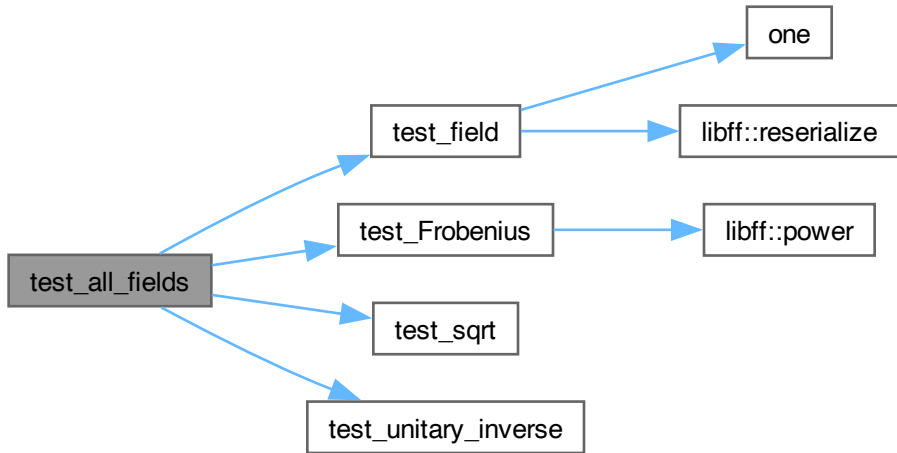 one
test_field
libff::reserialize
test_Frobenius
libff::power
test_all_fields
test_sqrt
test_unitary_inverse